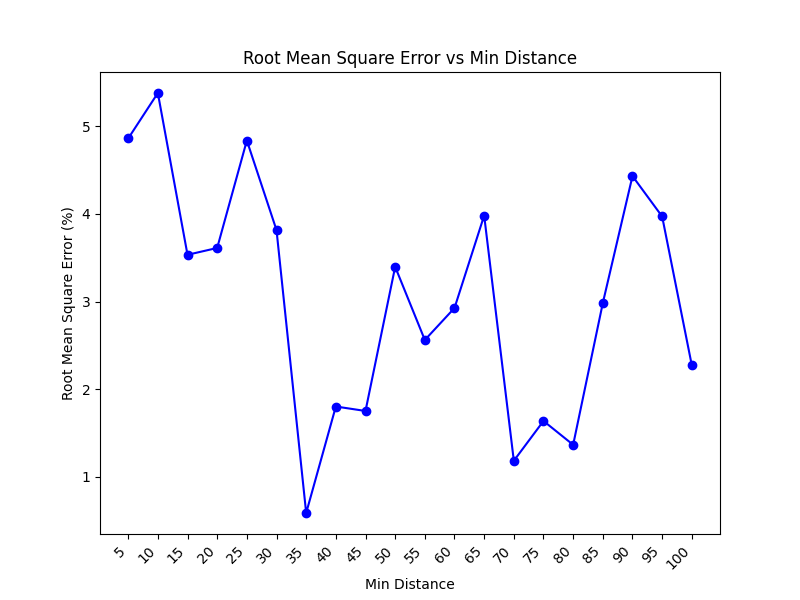 Root Mean Square Error vs Min Distance
Root Mean Square Error (%)
5
4
3
2
1
5 10 15 20 25 30 35 40 45 50 55 60 65 70 75 80 85 90 95 100
Min Distance